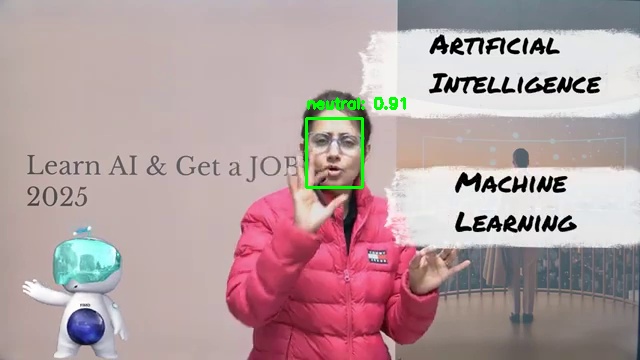 ARTIFICIAL
INTELLIGENCE
neutral: 0.91
Learn AI & Get a JOB
2025
MACHINE
LEARNING